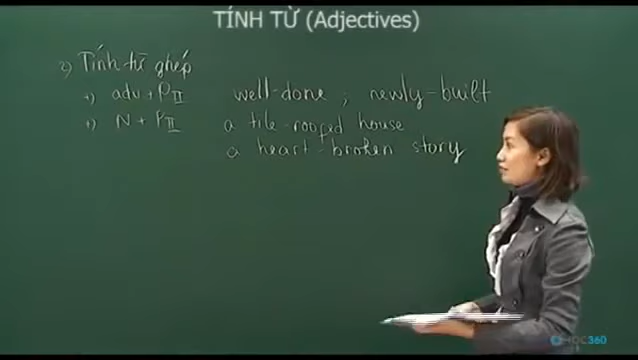 TÍNH TỪ (Adjectives)
2) Tính từ ghép
+) adv + PII well-done ; newly-built
+) N + PII a tile-roofed house
a heart-broken story
HOC360